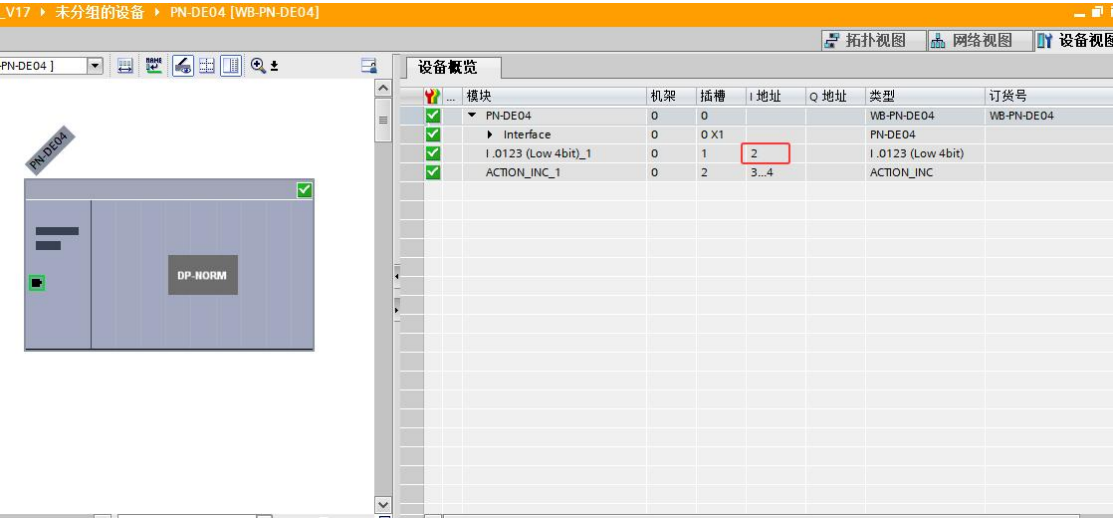 _V17 ▸ 未分组的设备 ▸ PN-DE04 [WB-PN-DE04]
拓扑视图 网络视图 设备视图
-PN-DE04 ]
设备概览
... 模块 机架 插槽 I 地址 Q 地址 类型 订货号
PN-DE04 0 0 WB-PN-DE04 WB-PN-DE04
Interface 0 0 X1 PN-DE04
I .0123 (Low 4bit)_1 0 1 2 I .0123 (Low 4bit)
ACTION_INC_1 0 2 3...4 ACTION_INC
PN-DE04
DP-NORM